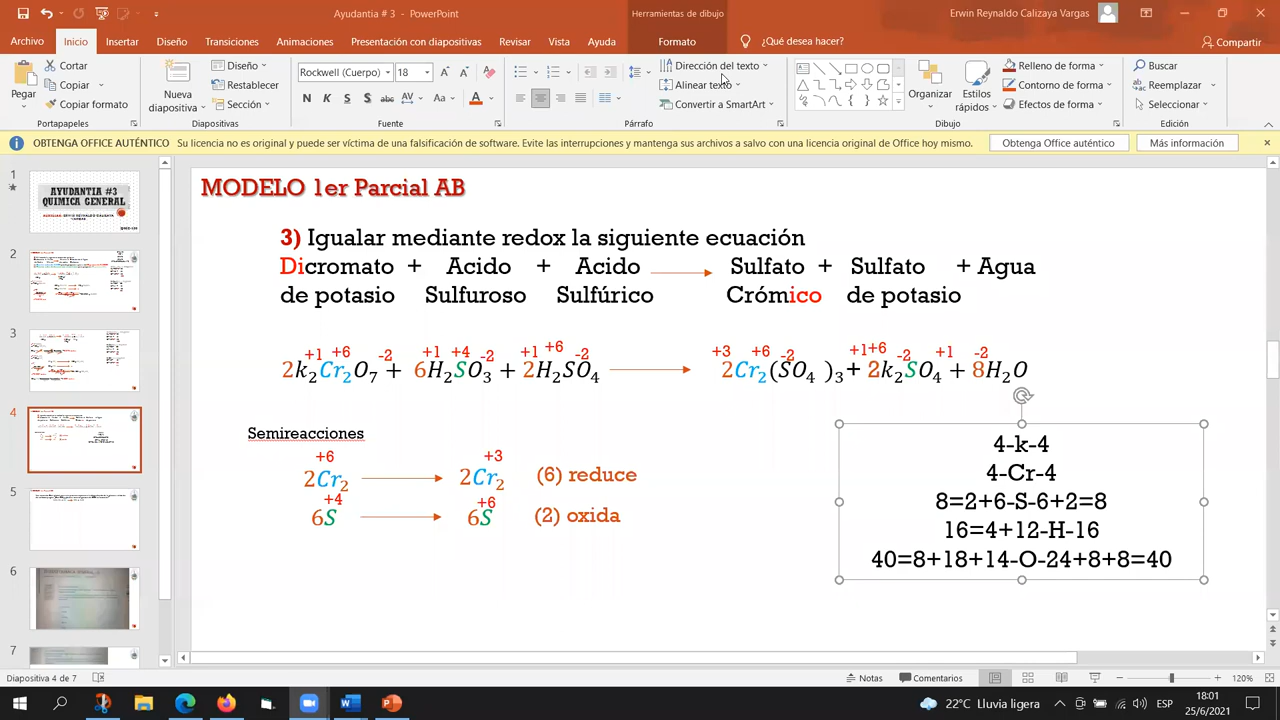 Ayudantia # 3 - PowerPoint
Herramientas de dibujo
Erwin Reynaldo Calizaya Vargas
Archivo Inicio Insertar Diseño Transiciones Animaciones Presentación con diapositivas Revisar Vista Ayuda Formato ¿Qué desea hacer? Compartir
Pegar
Cortar
Copiar
Copiar formato
Portapapeles
Nueva diapositiva
Diseño
Restablecer
Sección
Diapositivas
Rockwell (Cuerpo) 18
N K S S abc AV Aa A
Fuente
Párrafo
Dirección del texto
Alinear texto
Convertir a SmartArt
Organizar
Estilos rápidos
Relleno de forma
Contorno de forma
Efectos de forma
Dibujo
Buscar
Reemplazar
Seleccionar
Edición
OBTENGA OFFICE AUTÉNTICO Su licencia no es original y puede ser víctima de una falsificación de software. Evite las interrupciones y mantenga sus archivos a salvo con una licencia original de Office hoy mismo. Obtenga Office auténtico Más información
1
AYUDANTIA #3
QUIMICA GENERAL
2
3
4
5
6
7
MODELO 1er Parcial AB
3) Igualar mediante redox la siguiente ecuación
Dicromato + Acido + Acido Sulfato + Sulfato + Agua
de potasio Sulfuroso Sulfúrico Crómico de potasio
+1 +6 -2 +1 +4 -2 +1 +6 -2 +3 +6 -2 +1+6 -2 +1 -2
2k₂Cr₂O₇ + 6H₂SO₃ + 2H₂SO₄ → 2Cr₂(SO₄ )₃+ 2k₂SO₄ + 8H₂O
Semireacciones
+6 +3
2Cr₂ → 2Cr₂ (6) reduce
+4 +6
6S → 6S (2) oxida
4-k-4
4-Cr-4
8=2+6-S-6+2=8
16=4+12-H-16
40=8+18+14-O-24+8+8=40
Diapositiva 4 de 7
Notas
Comentarios
120%
22°C Lluvia ligera
ESP
18:01
25/6/2021